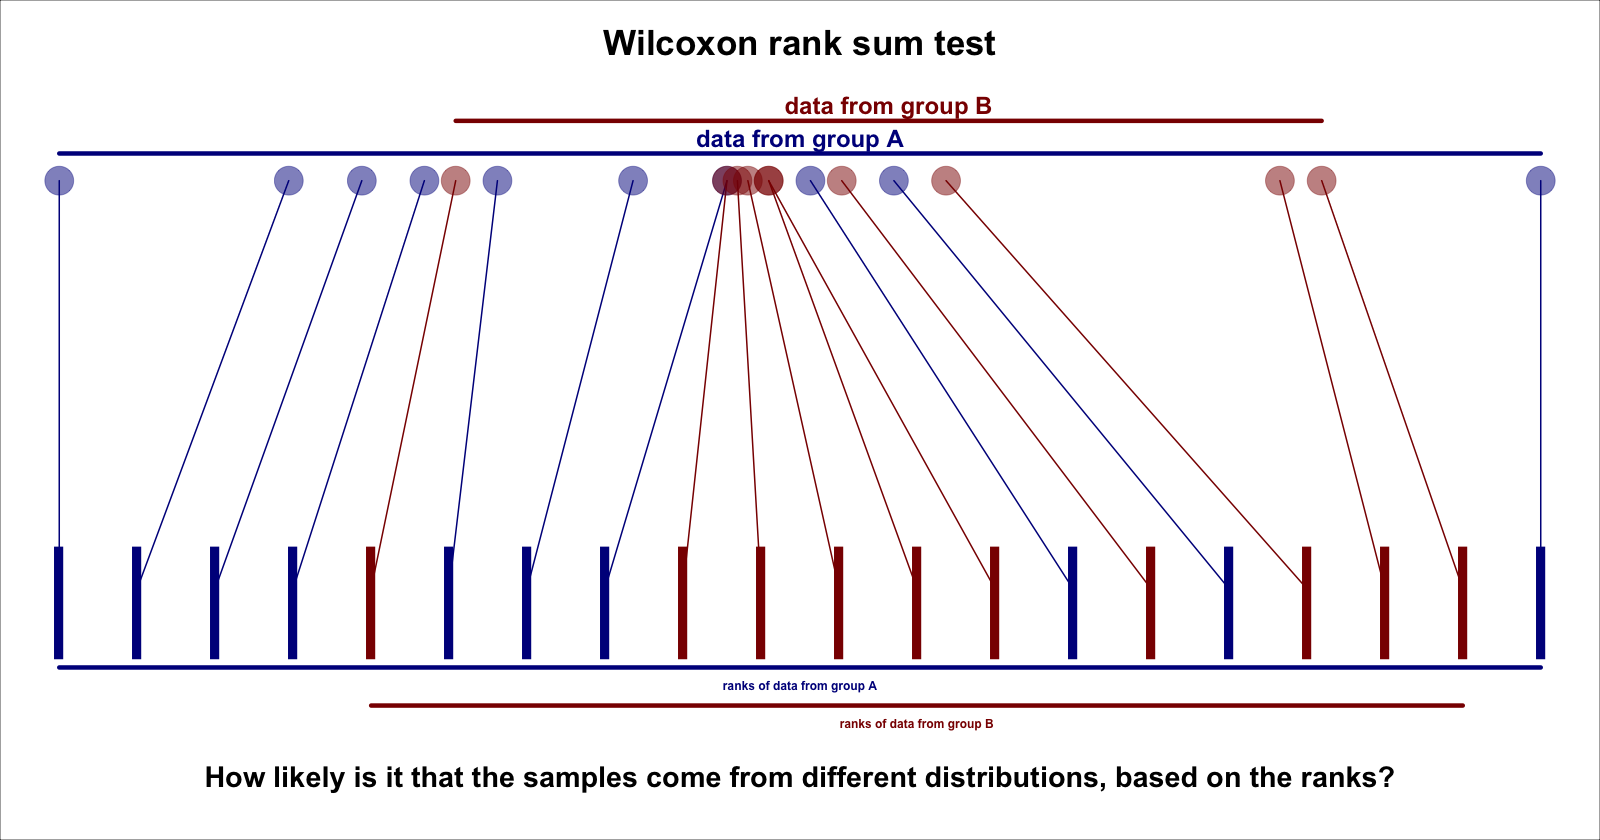 Wilcoxon rank sum test
data from group B
data from group A
ranks of data from group A
ranks of data from group B
How likely is it that the samples come from different distributions, based on the ranks?